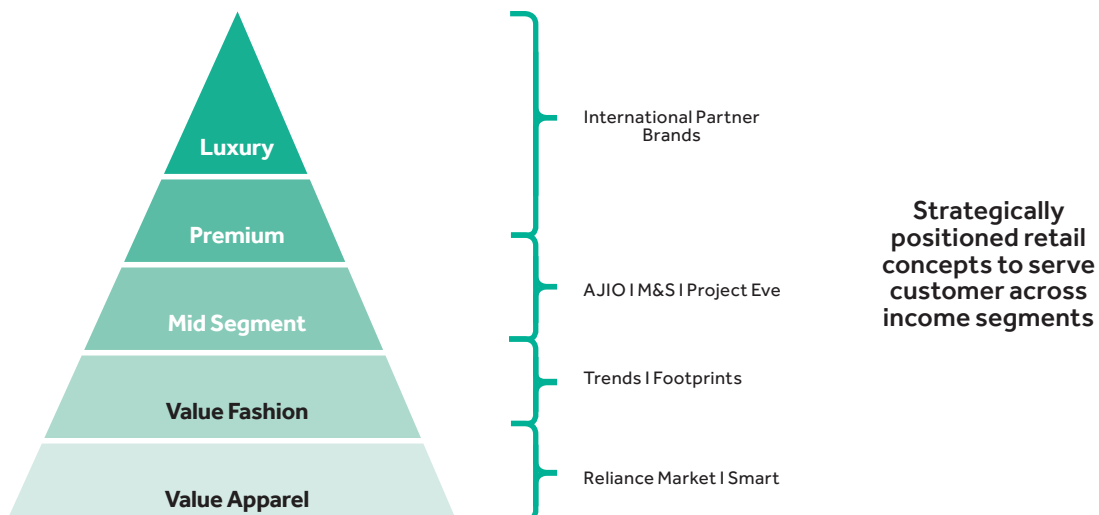 Luxury
Premium
Mid Segment
Value Fashion
Value Apparel
International Partner
Brands
AJIO I M&S I Project Eve
Trends I Footprints
Reliance Market I Smart
Strategically
positioned retail
concepts to serve
customer across
income segments